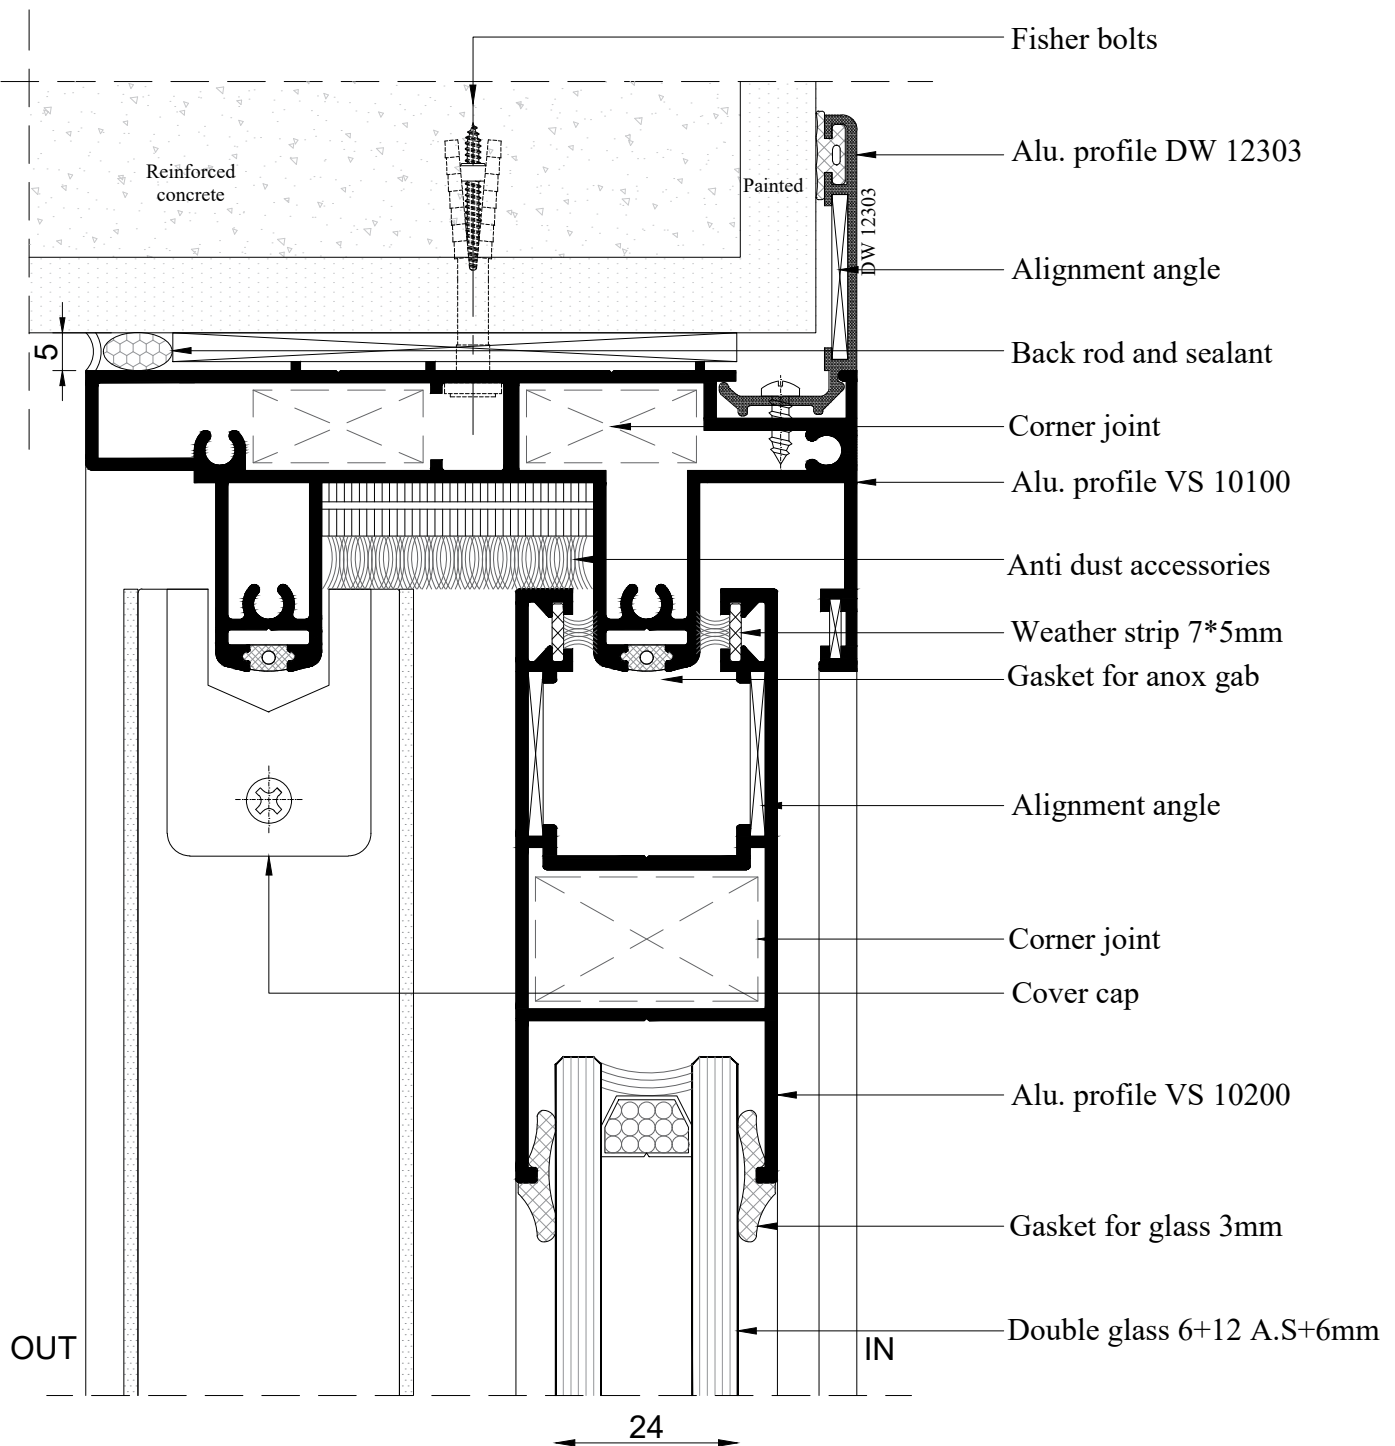 Fisher bolts
Alu. profile DW 12303
Reinforced
concrete
Painted
DW 12303
Alignment angle
5
Back rod and sealant
Corner joint
Alu. profile VS 10100
Anti dust accessories
Weather strip 7*5mm
Gasket for anox gab
Alignment angle
Corner joint
Cover cap
Alu. profile VS 10200
Gasket for glass 3mm
Double glass 6+12 A.S+6mm
OUT
IN
24